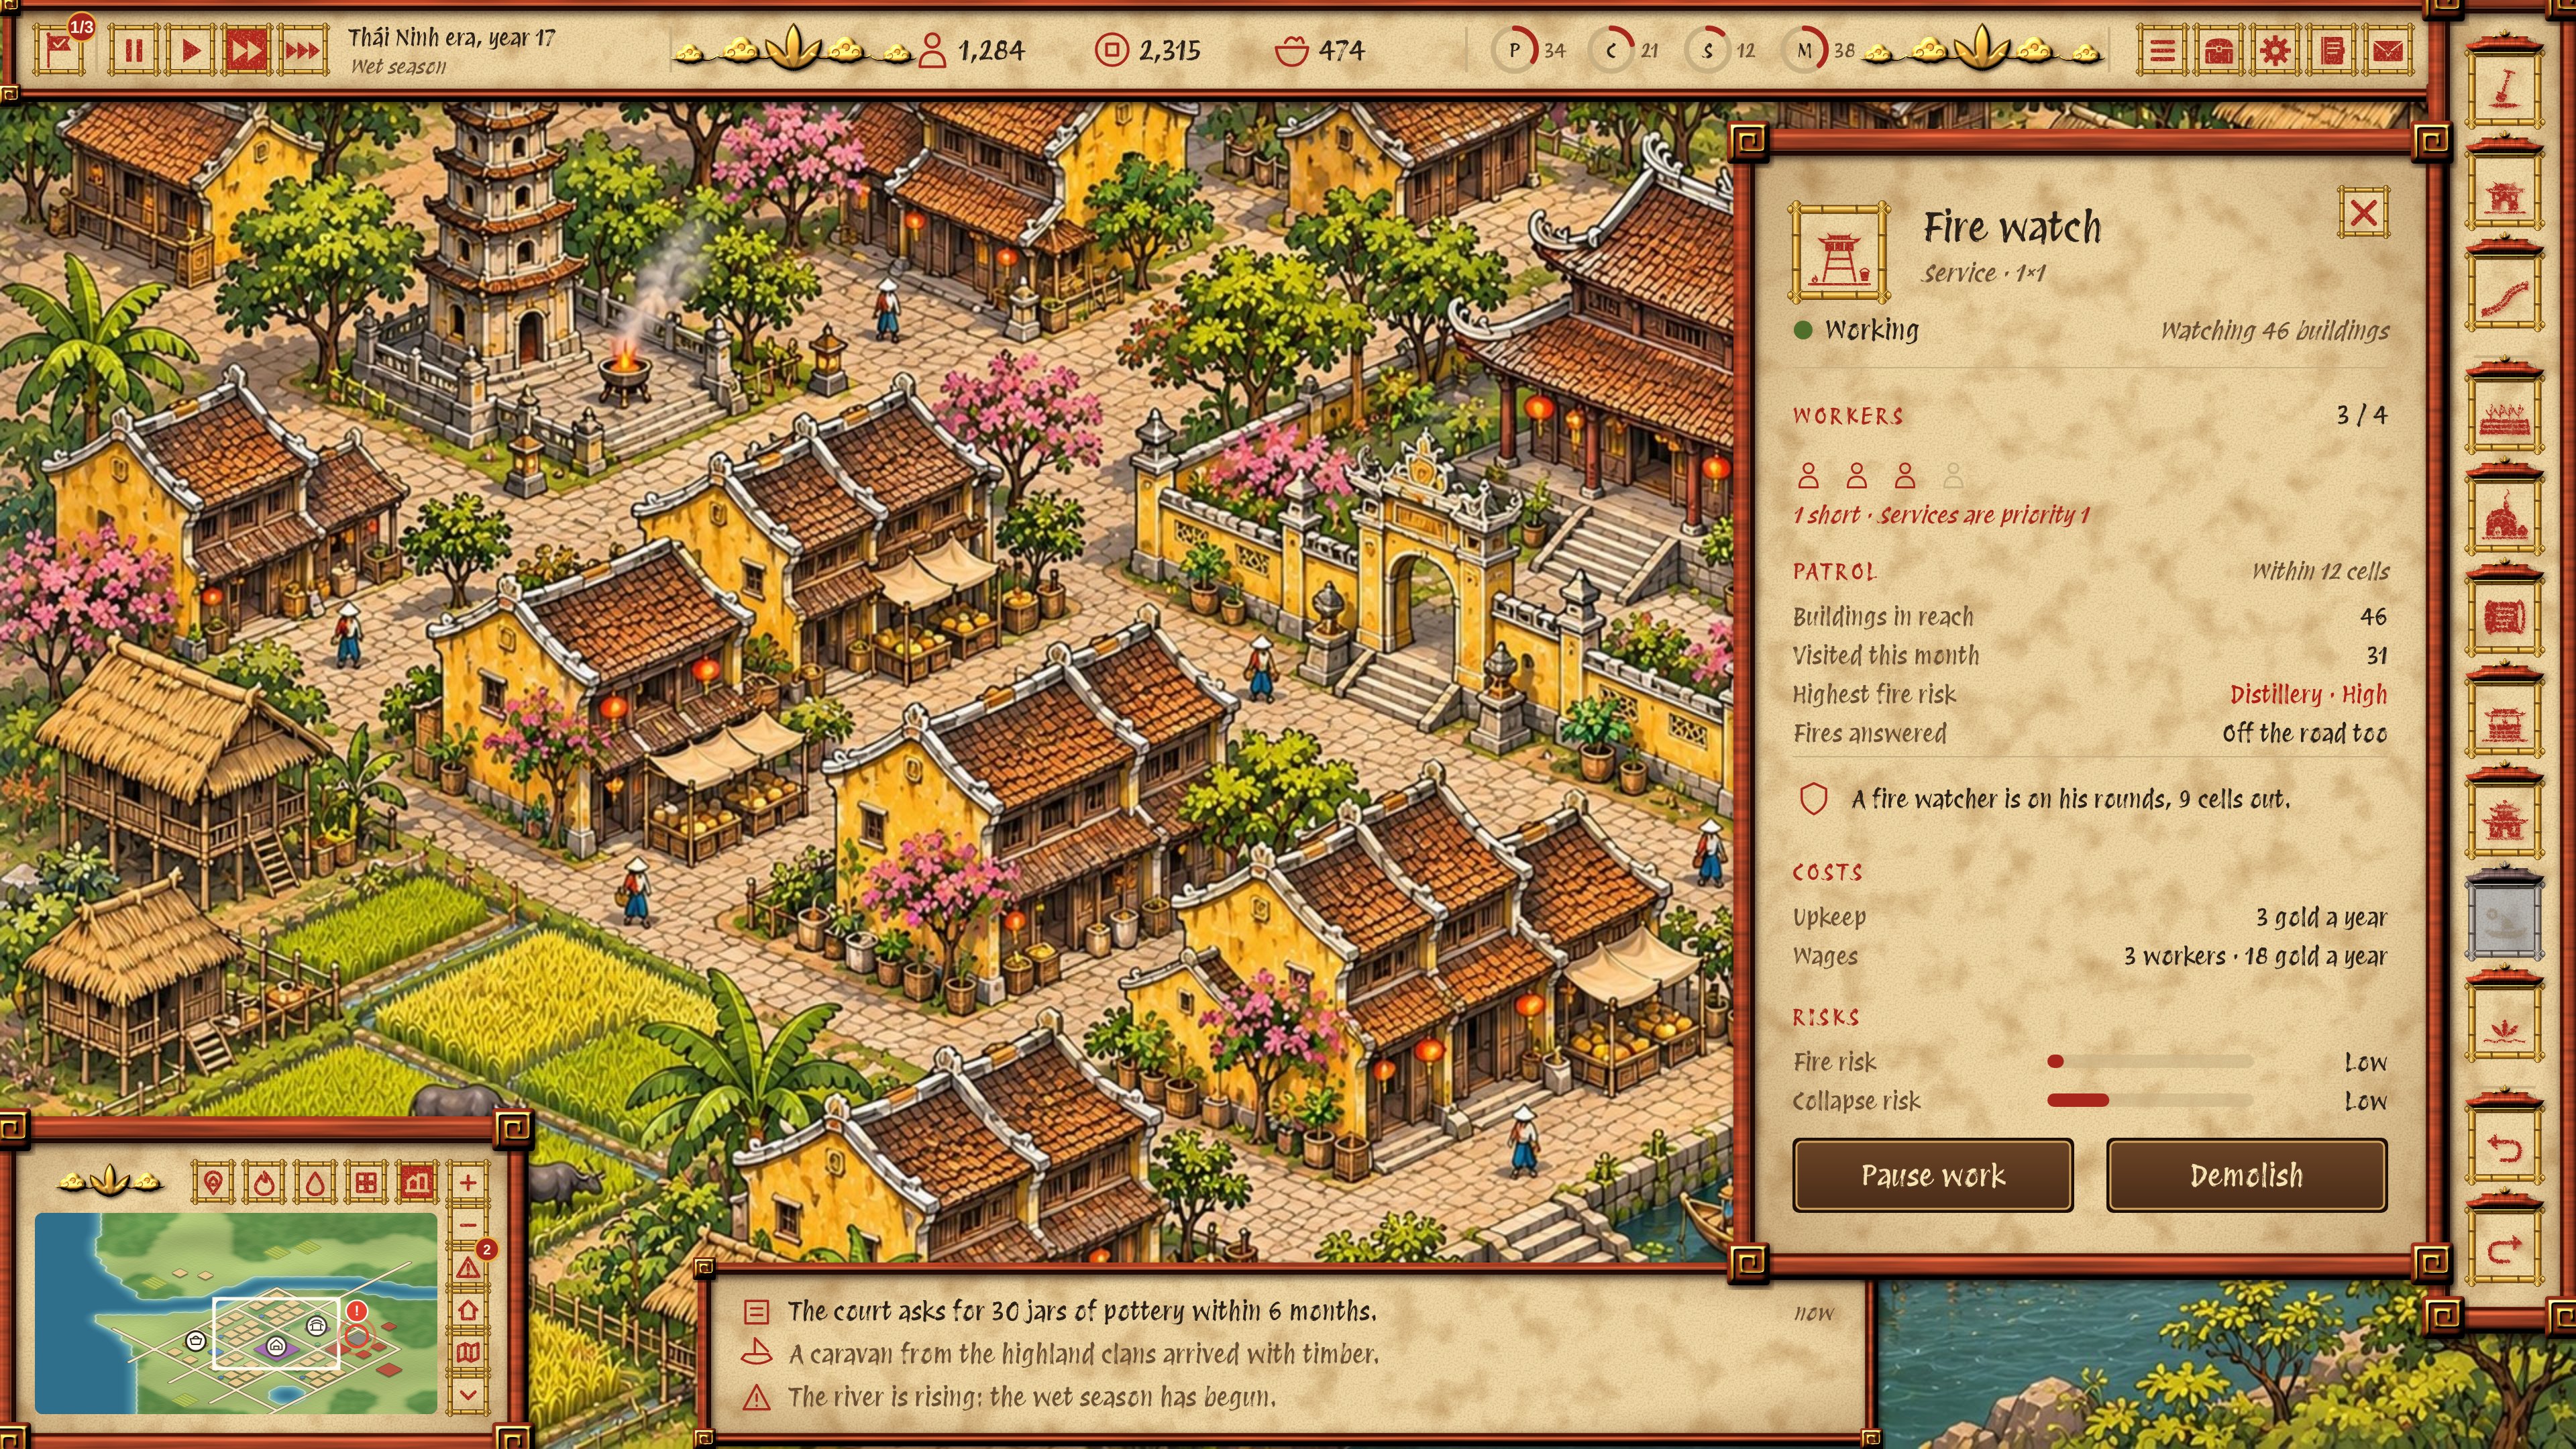 1/3
Thái Ninh era, year 17
Wet season
1,284
2,315
474
P 34
C 21
S 12
M 38
Fire watch
Service · 1×1
Working
Watching 46 buildings
WORKERS
3 / 4
1 short · Services are priority 1
PATROL
Within 12 cells
Buildings in reach
46
Visited this month
31
Highest fire risk
Distillery · High
Fires answered
Off the road too
A fire watcher is on his rounds, 9 cells out.
COSTS
Upkeep
3 gold a year
Wages
3 workers · 18 gold a year
RISKS
Fire risk
Low
Collapse risk
Low
Pause work
Demolish
2
!
The court asks for 30 jars of pottery within 6 months.
now
A caravan from the highland clans arrived with timber.
The river is rising: the wet season has begun.